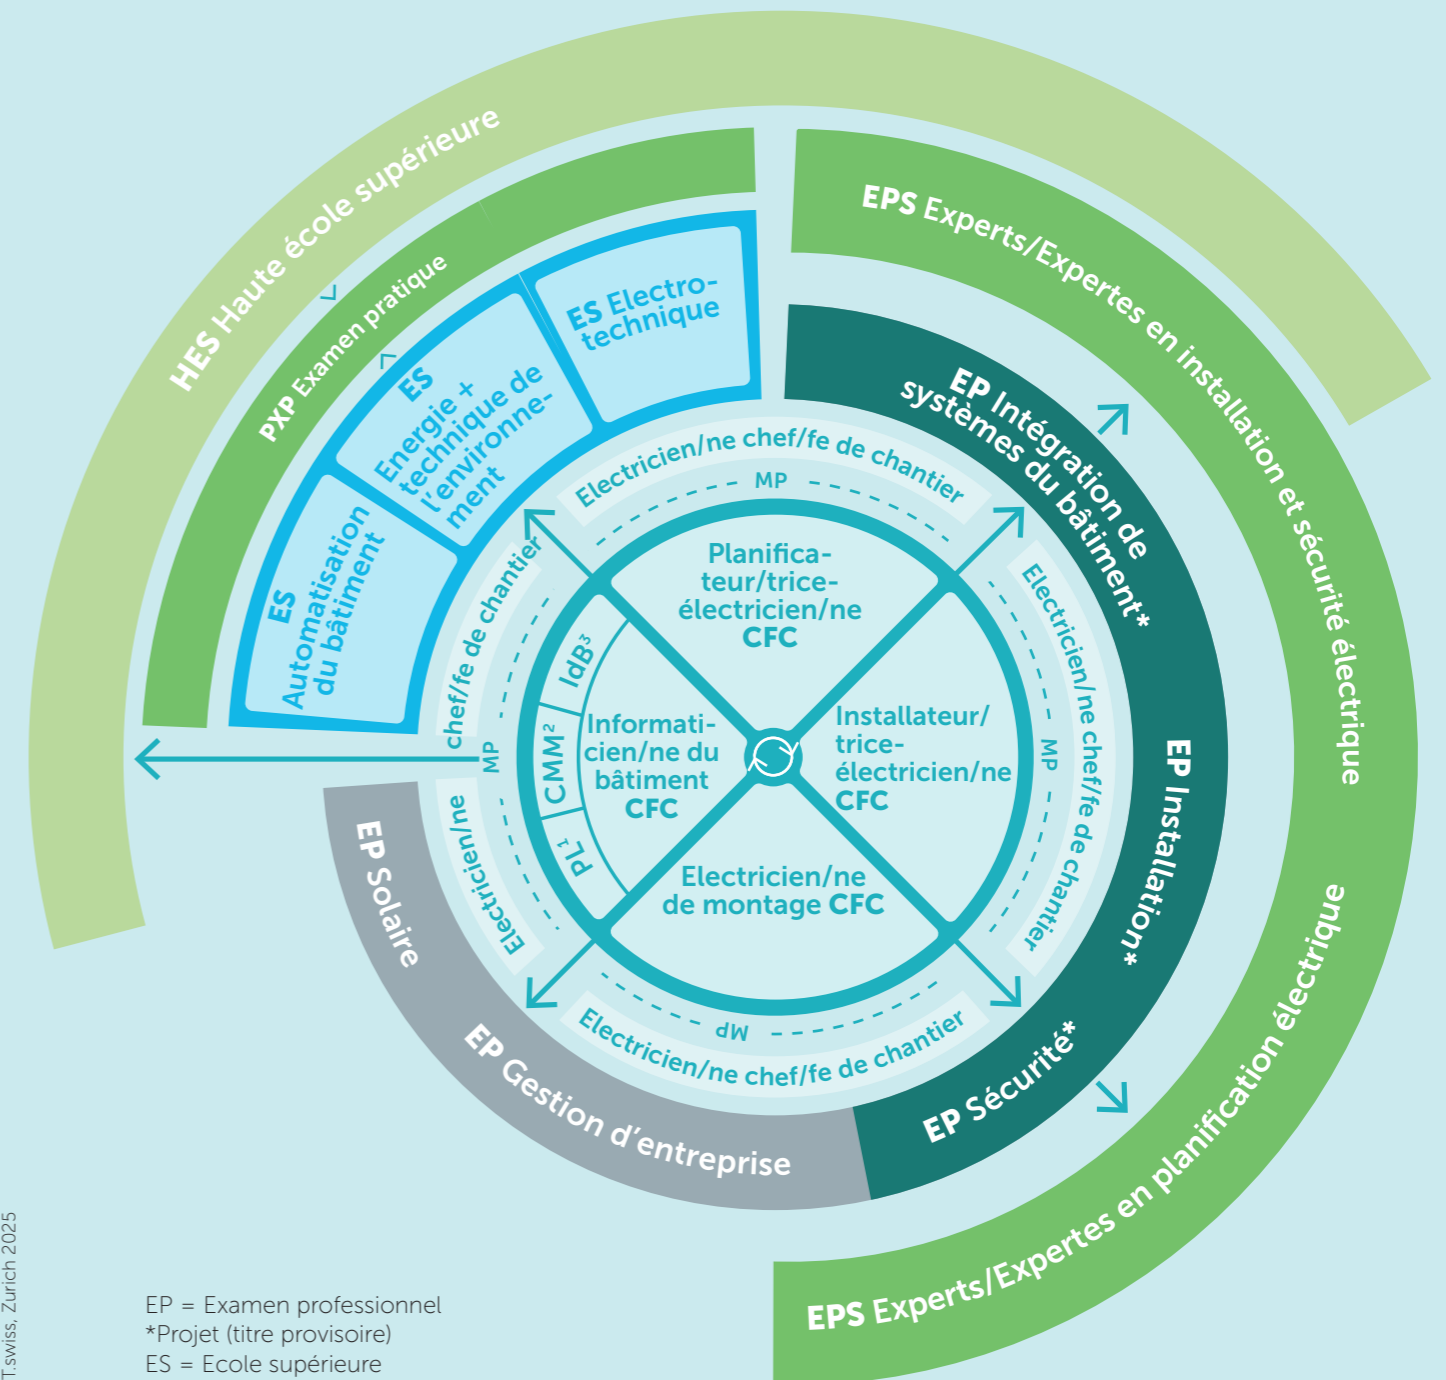 HES Haute école supérieure
PXP Examen pratique
ES Electro-
technique
ES
Energie +
technique de
l'environne-
ment
ES
Automatisation
du bâtiment
EPS Experts/Expertes en installation et sécurité électrique
EPS Experts/Expertes en planification électrique
EP Intégration de
systèmes du bâtiment*
EP Installation*
EP Sécurité*
EP Gestion d'entreprise
EP Solaire
Electricien/ne chef/fe de chantier
MP
Electricien/ne chef/fe de chantier
MP
Electricien/ne chef/fe de chantier
MP
Electricien/ne
chef/fe de chantier
MP
Planifica-
teur/trice-
électricien/ne
CFC
Installateur/
trice-
électricien/ne
CFC
Electricien/ne
de montage CFC
Informati-
cien/ne du
bâtiment
CFC
IdB³
CMM²
PL¹
T.swiss, Zurich 2025
EP = Examen professionnel
*Projet (titre provisoire)
ES = Ecole supérieure